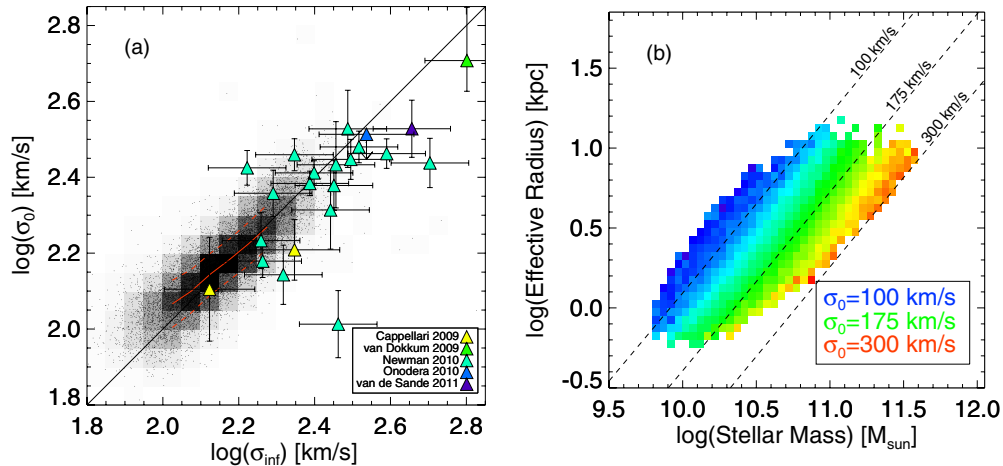 (a)
2.8
2.6
2.4
2.2
2.0
1.8
log(σ₀) [km/s]
1.8 2.0 2.2 2.4 2.6 2.8
log(σ_inf) [km/s]
Cappellari 2009
van Dokkum 2009
Newman 2010
Onodera 2010
van de Sande 2011
(b)
1.5
1.0
0.5
0.0
-0.5
log(Effective Radius) [kpc]
100 km/s
175 km/s
300 km/s
σ₀=100 km/s
σ₀=175 km/s
σ₀=300 km/s
9.5 10.0 10.5 11.0 11.5 12.0
log(Stellar Mass) [M_sun]